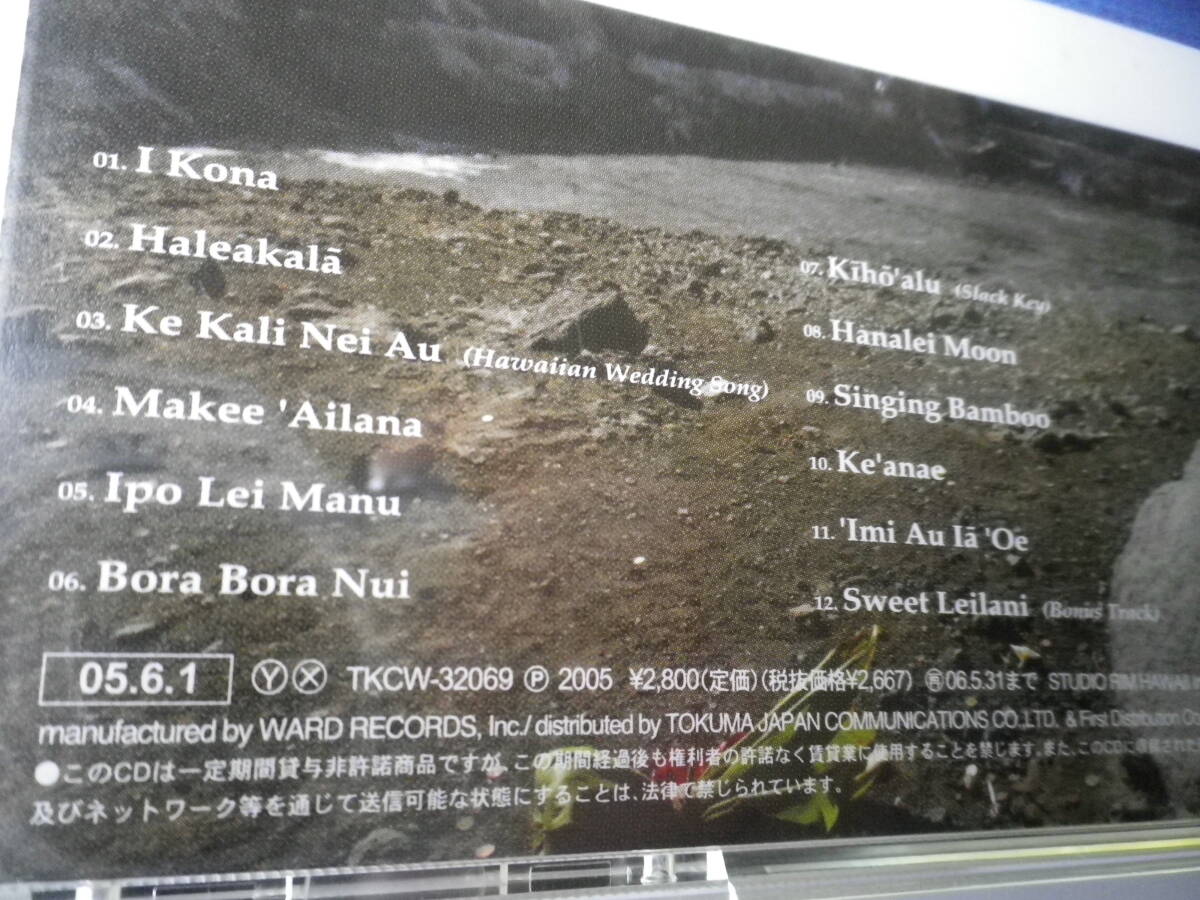 01. I Kona
02. Haleakalā
03. Ke Kali Nei Au (Hawaiian Wedding Song)
04. Makee 'Ailana
05. Ipo Lei Manu
06. Bora Bora Nui
07. Kīhō'alu (Slack Key)
08. Hanalei Moon
09. Singing Bamboo
10. Ke'anae
11. 'Imi Au Iā 'Oe
12. Sweet Leilani (Bonus Track)
05.6.1 Ⓨ Ⓧ TKCW-32069 Ⓟ 2005 ¥2,800(定価)(税抜価格¥2,667) 06.5.31まで STUDIO RIM HAWAII
manufactured by WARD RECORDS, Inc./ distributed by TOKUMA JAPAN COMMUNICATIONS CO.,LTD. & First Distribution
●このCDは一定期間貸与非許諾商品ですが、この期間経過後も権利者の許諾なく賃貸業に使用することを禁じます。また、このCDに
及びネットワーク等を通じて送信可能な状態にすることは、法律で禁じられています。